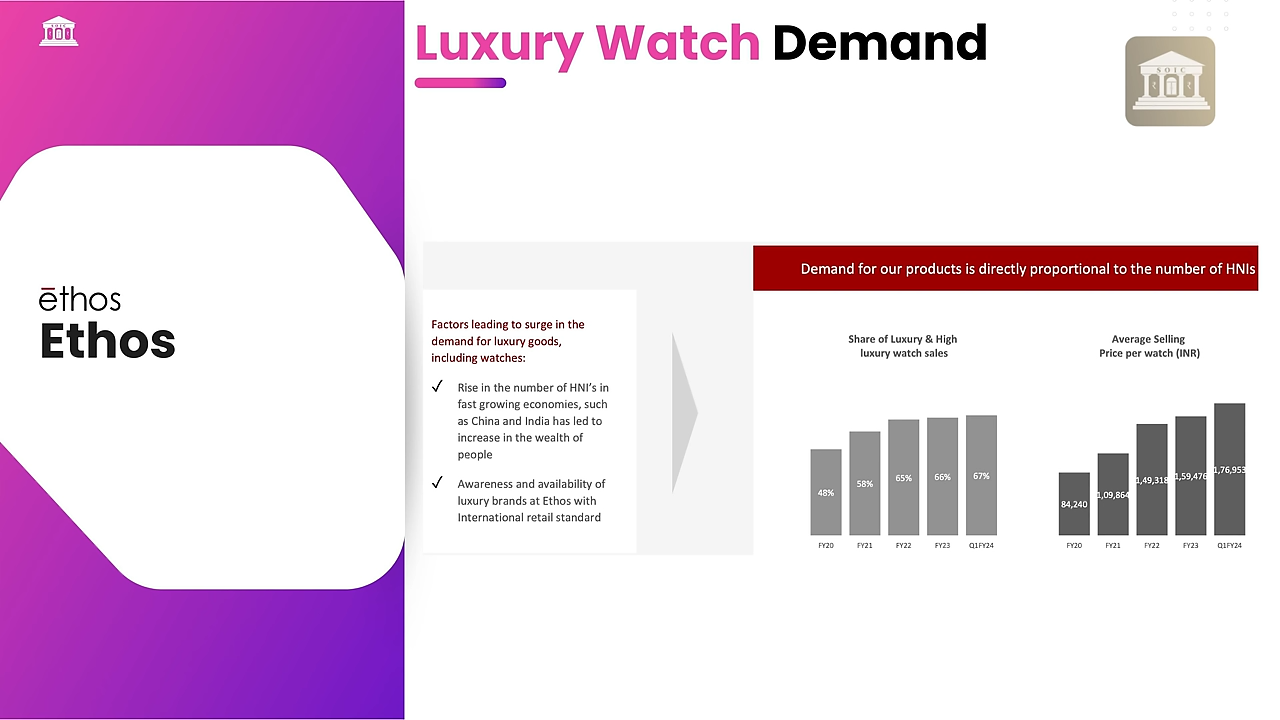 SOIC
Luxury Watch Demand
SOIC
ēthos
Ethos
Factors leading to surge in the
demand for luxury goods,
including watches:
✓ Rise in the number of HNI's in
fast growing economies, such
as China and India has led to
increase in the wealth of
people
✓ Awareness and availability of
luxury brands at Ethos with
International retail standard
Demand for our products is directly proportional to the number of HNIs
Share of Luxury & High
luxury watch sales
48% 58% 65% 66% 67%
FY20 FY21 FY22 FY23 Q1FY24
Average Selling
Price per watch (INR)
84,240 1,09,864 1,49,318 1,59,476 1,76,953
FY20 FY21 FY22 FY23 Q1FY24